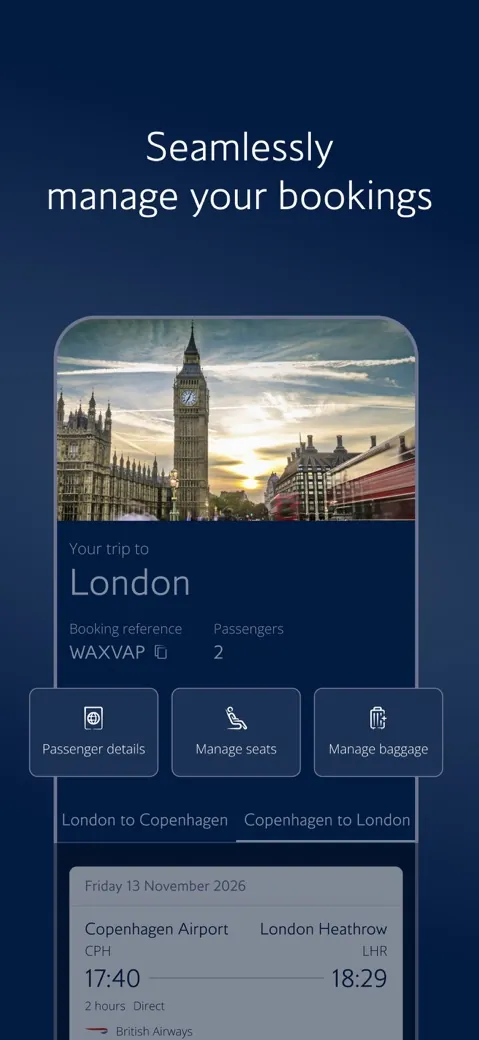 Seamlessly
manage your bookings
Your trip to
London
Booking reference Passengers
WAXVAP 2
Passenger details Manage seats Manage baggage
London to Copenhagen Copenhagen to London
Friday 13 November 2026
Copenhagen Airport London Heathrow
CPH LHR
17:40 18:29
2 hours Direct
British Airways